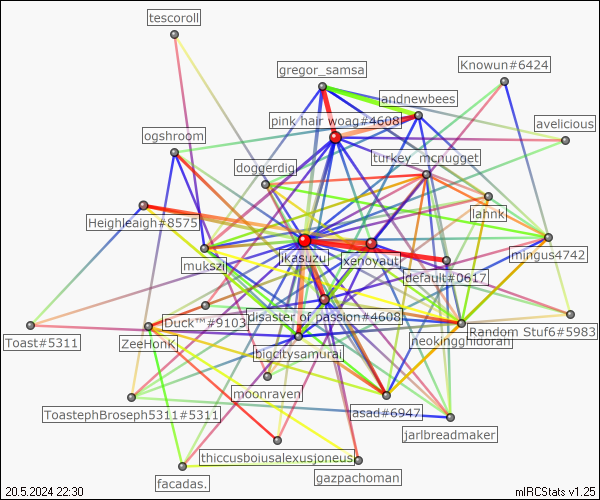 tescoroll
gregor_samsa
Knowun#6424
andnewbees
pink hair woag#4608
avelicious
ogshroom
turkey_mcnugget
doggerdig
lahnk
Heighleaigh#8575
ikasuzu
xenovaut
mingus4742
mukszii
default#0617
Duck™#9103
disaster of passion#4608
Random Stuf6#5983
Toast#5311
ZeeHonK
neokingghidorah
bigcitysamurai
moonraven
ToastephBroseph5311#5311
asad#6947
jarlbreadmaker
thiccusboiusalexusjoneus
gazpachoman
facadas.
20.5.2024 22:30
mIRCStats v1.25